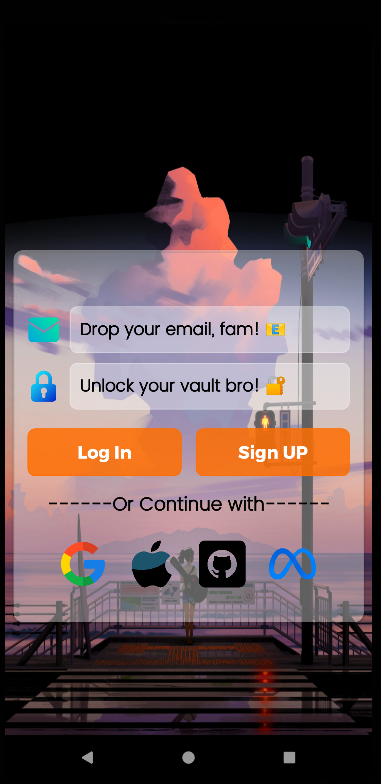 Drop your email, fam! 📧
Unlock your vault bro! 🔐
Log In
Sign UP
------Or Continue with------